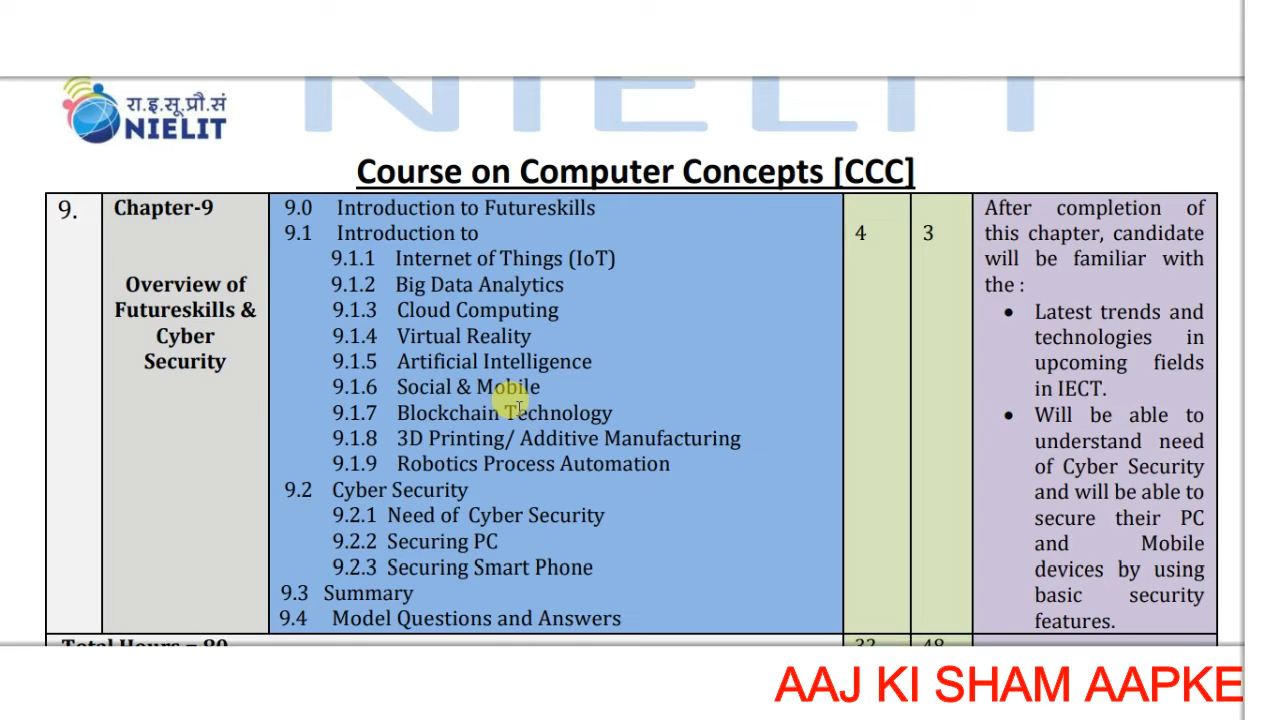 NIELIT
रा.इ.सू.प्रौ.सं
NIELIT
Course on Computer Concepts [CCC]
9.
Chapter-9
Overview of
Futureskills &
Cyber
Security
9.0 Introduction to Futureskills
9.1 Introduction to
9.1.1 Internet of Things (IoT)
9.1.2 Big Data Analytics
9.1.3 Cloud Computing
9.1.4 Virtual Reality
9.1.5 Artificial Intelligence
9.1.6 Social & Mobile
9.1.7 Blockchain Technology
9.1.8 3D Printing/ Additive Manufacturing
9.1.9 Robotics Process Automation
9.2 Cyber Security
9.2.1 Need of Cyber Security
9.2.2 Securing PC
9.2.3 Securing Smart Phone
9.3 Summary
9.4 Model Questions and Answers
4
3
After completion of
this chapter, candidate
will be familiar with
the :
• Latest trends and
technologies in
upcoming fields
in IECT.
• Will be able to
understand need
of Cyber Security
and will be able to
secure their PC
and Mobile
devices by using
basic security
features.
Total Hours = 80
32
48
AAJ KI SHAM AAPKE